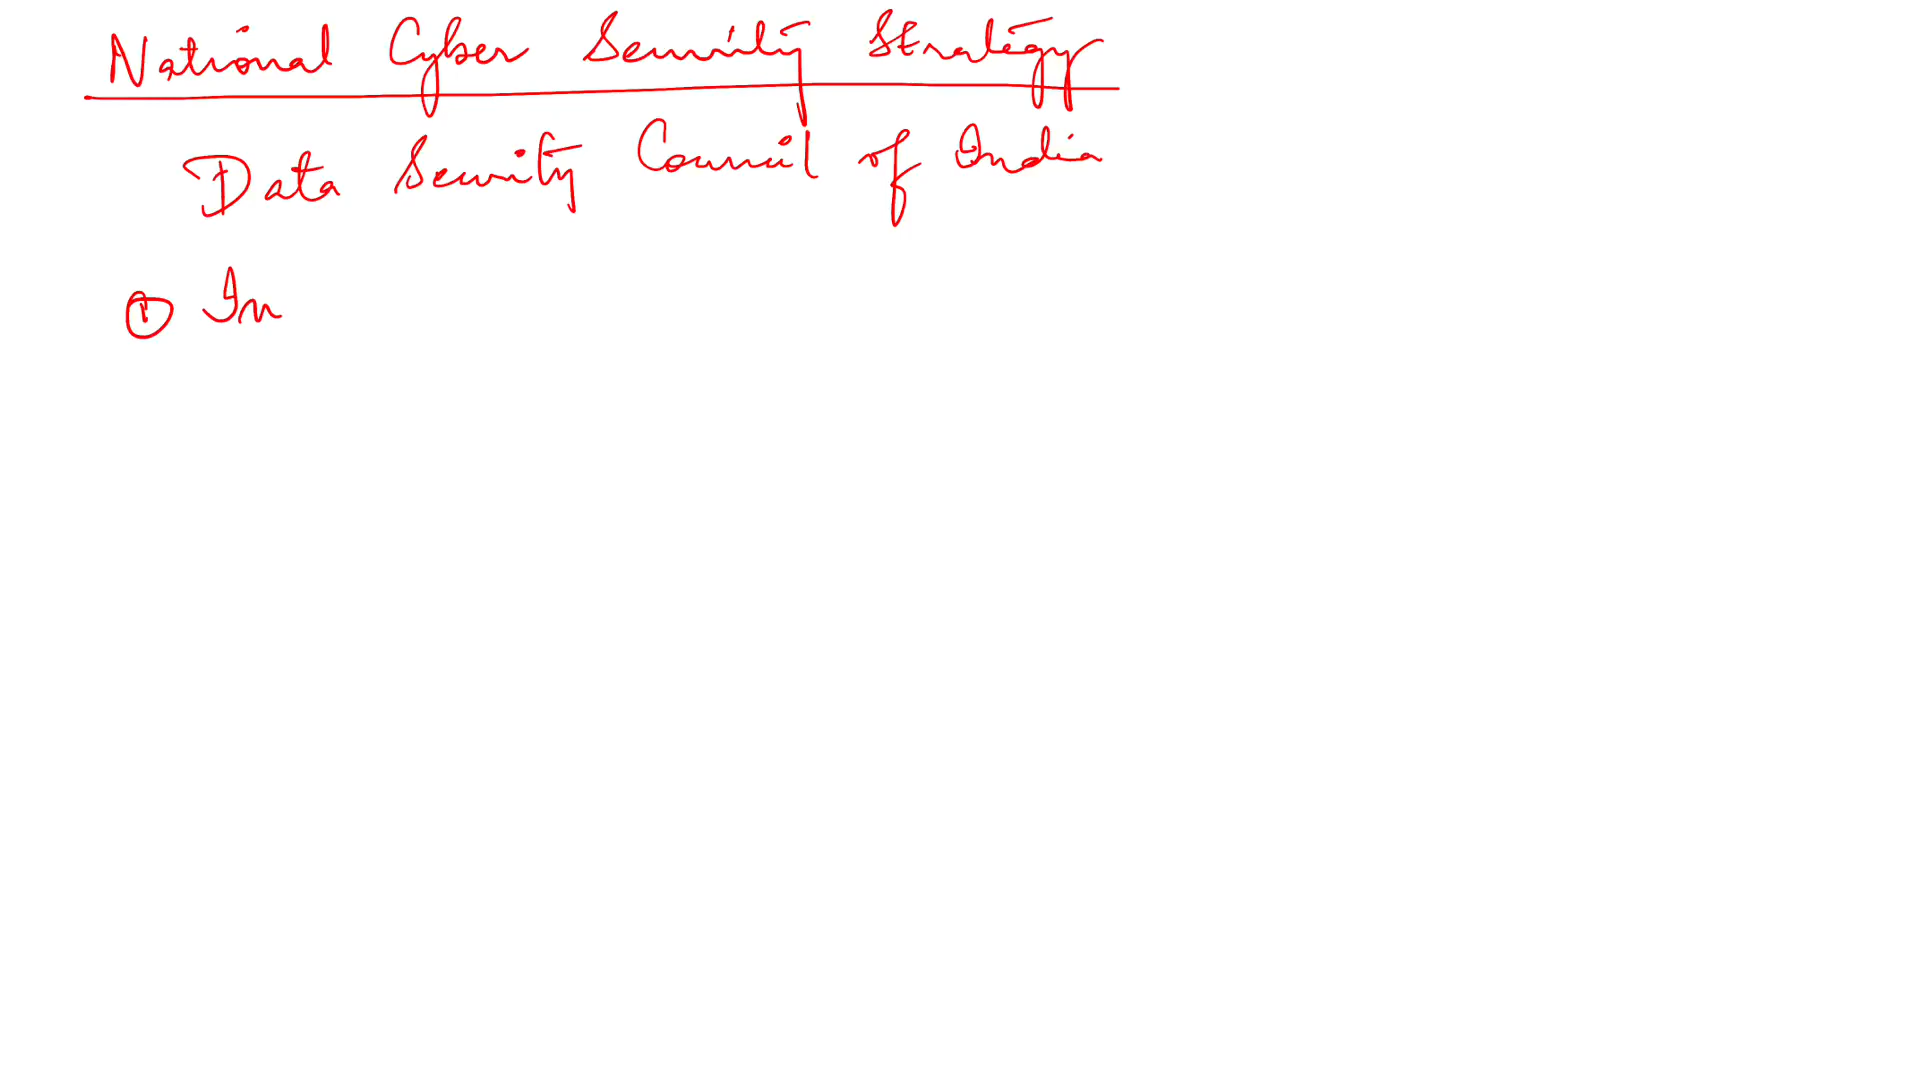 National Cyber Security Strategy
Data Security Council of India
① In